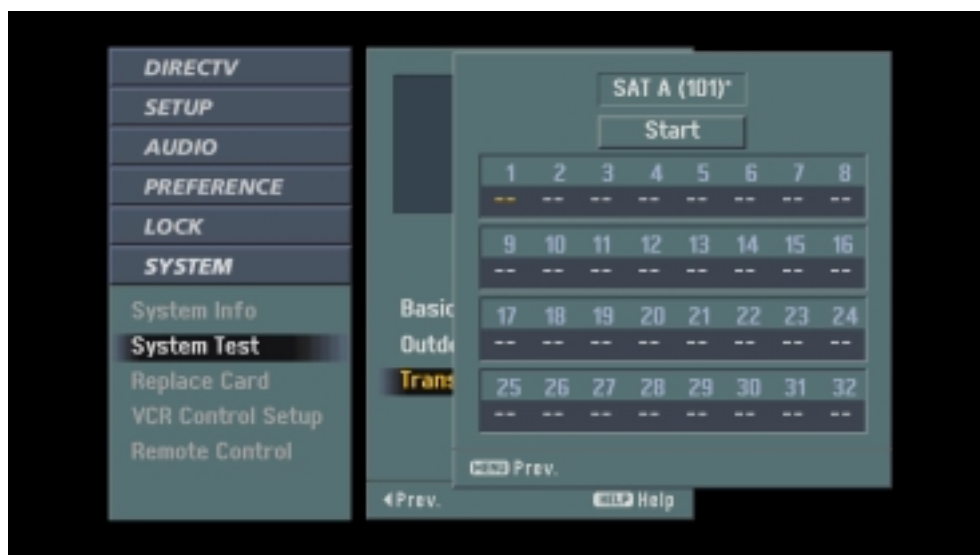 DIRECTV
SETUP
AUDIO
PREFERENCE
LOCK
SYSTEM
System Info
System Test
Replace Card
VCR Control Setup
Remote Control
Basic
Outdo
Trans
◀Prev.
HELP Help
SAT A (101)*
Start
1 2 3 4 5 6 7 8
-- -- -- -- -- -- -- --
9 10 11 12 13 14 15 16
-- -- -- -- -- -- -- --
17 18 19 20 21 22 23 24
-- -- -- -- -- -- -- --
25 26 27 28 29 30 31 32
-- -- -- -- -- -- -- --
MENU Prev.